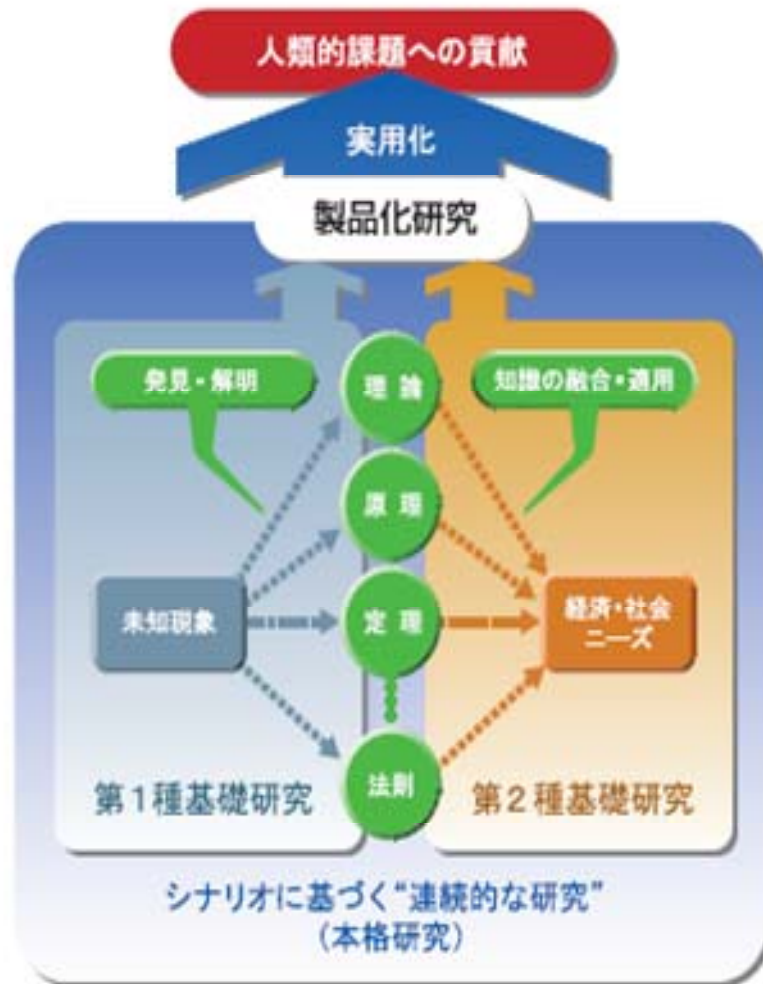 人類的課題への貢献
実用化
製品化研究
発見・解明
理論
知識の融合・適用
原理
未知現象
定理
経済・社会
ニーズ
法則
第1種基礎研究
第2種基礎研究
シナリオに基づく“連続的な研究”
（本格研究）